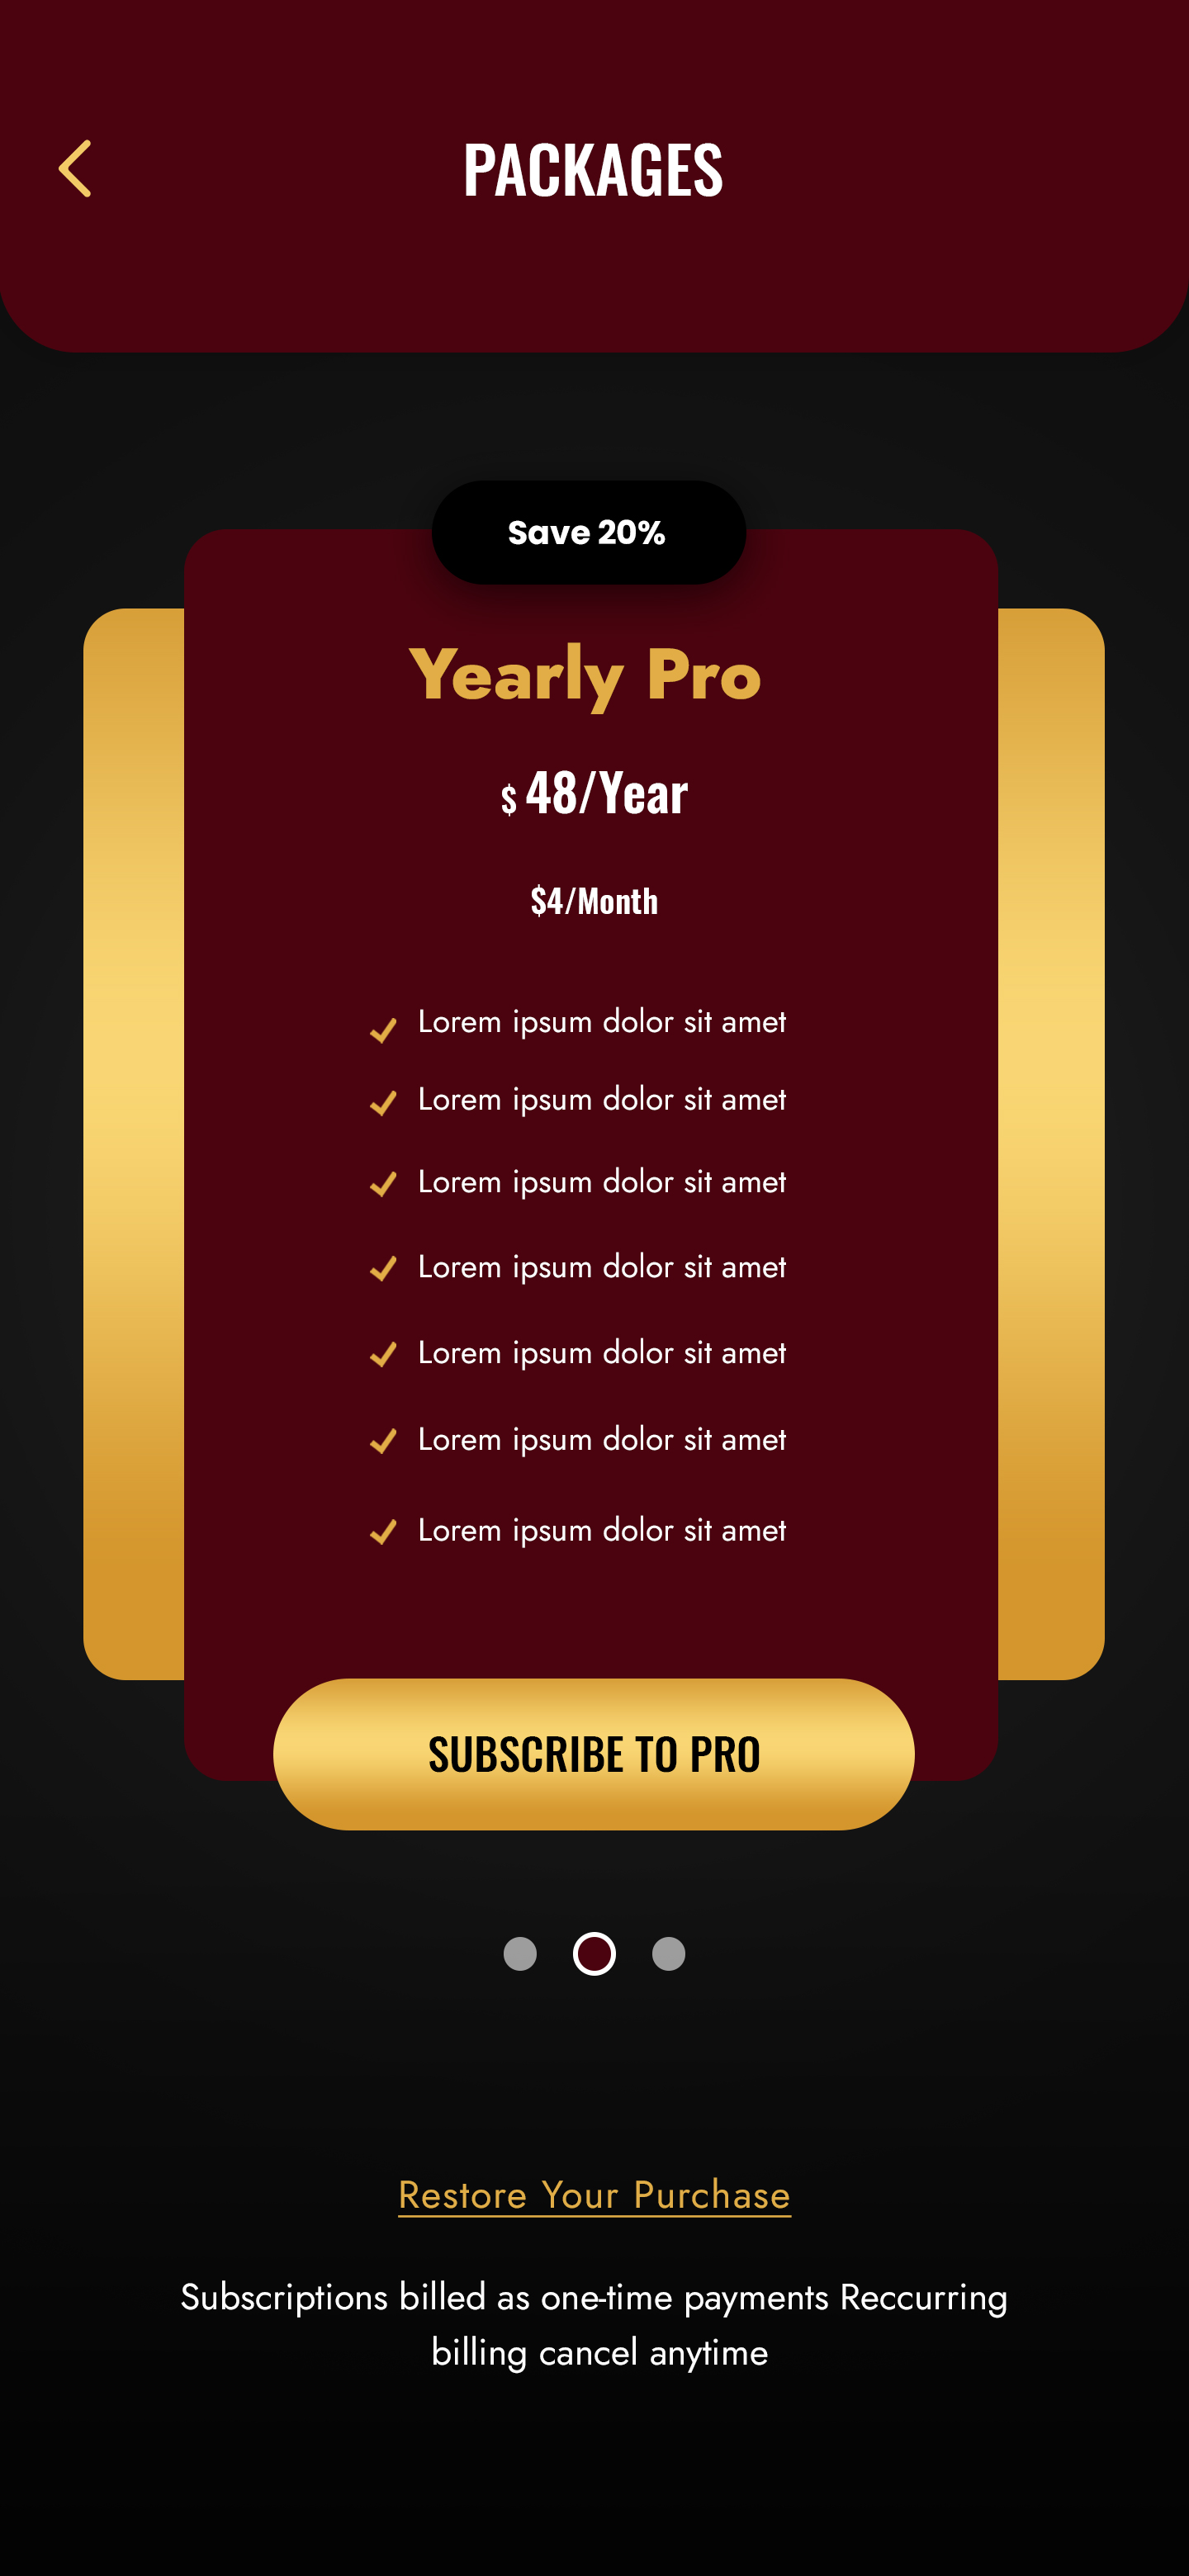 PACKAGES
Save 20%
Yearly Pro
$ 48/Year
$4/Month
Lorem ipsum dolor sit amet
Lorem ipsum dolor sit amet
Lorem ipsum dolor sit amet
Lorem ipsum dolor sit amet
Lorem ipsum dolor sit amet
Lorem ipsum dolor sit amet
Lorem ipsum dolor sit amet
SUBSCRIBE TO PRO
Restore Your Purchase
Subscriptions billed as one-time payments Reccurring
billing cancel anytime